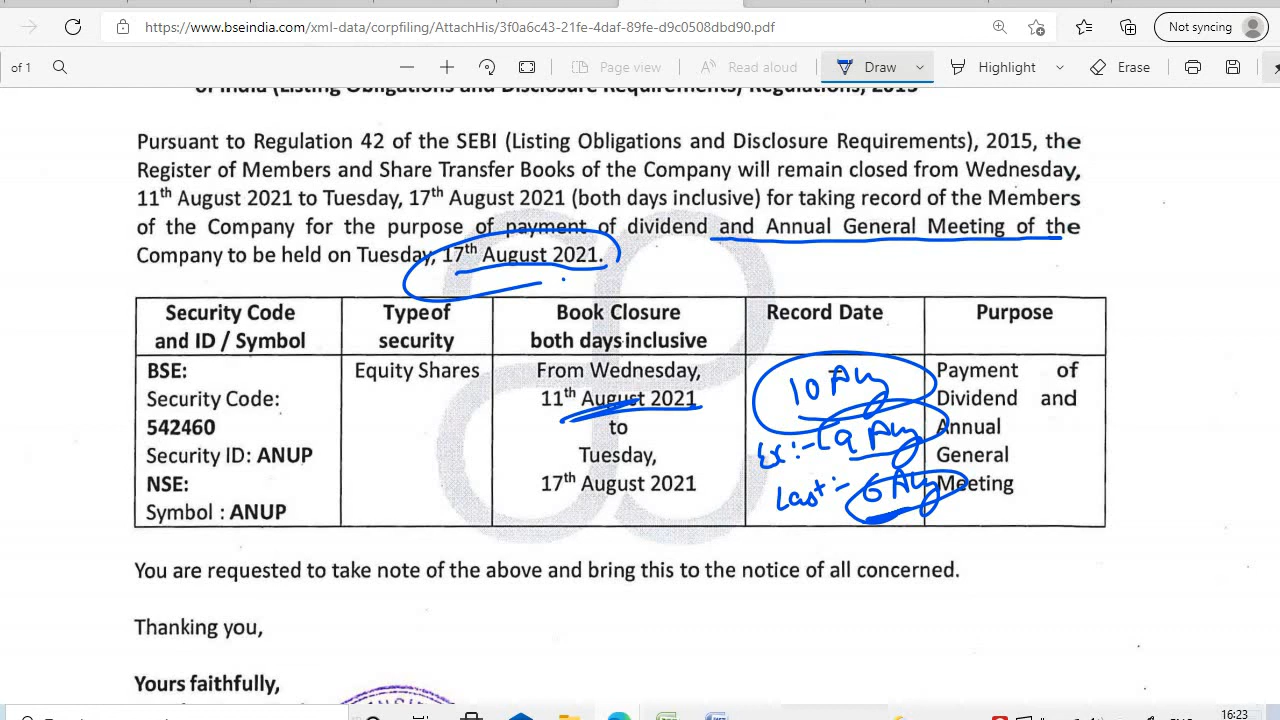 https://www.bseindia.com/xml-data/corpfiling/AttachHis/3f0a6c43-21fe-4daf-89fe-d9c0508dbd90.pdf
Not syncing
of 1
Page view
Read aloud
Draw
Highlight
Erase
of India (Listing Obligations and Disclosure Requirements) Regulations, 2015
Pursuant to Regulation 42 of the SEBI (Listing Obligations and Disclosure Requirements), 2015, the
Register of Members and Share Transfer Books of the Company will remain closed from Wednesday,
11th August 2021 to Tuesday, 17th August 2021 (both days inclusive) for taking record of the Members
of the Company for the purpose of payment of dividend and Annual General Meeting of the
Company to be held on Tuesday, 17th August 2021.
Security Code
and ID / Symbol
Type of
security
Book Closure
both days inclusive
Record Date
Purpose
BSE:
Security Code:
542460
Security ID: ANUP
NSE:
Symbol : ANUP
Equity Shares
From Wednesday,
11th August 2021
to
Tuesday,
17th August 2021
10 Aug
Ex:- 9 Aug
Last:- 6 Aug
Payment of
Dividend and
Annual
General
Meeting
You are requested to take note of the above and bring this to the notice of all concerned.
Thanking you,
Yours faithfully,
16:23